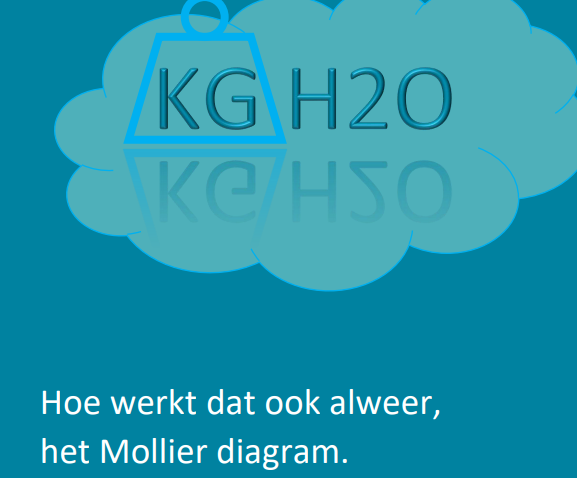 KG H2O
Hoe werkt dat ook alweer,
het Mollier diagram.